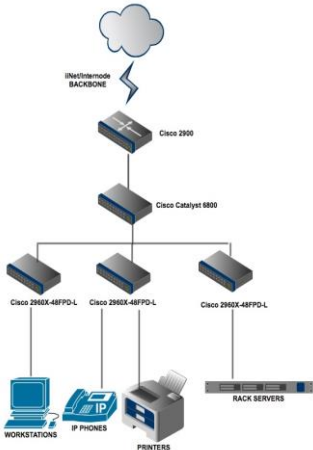 iiNet/Internode
BACKBONE
Cisco 2900
Cisco Catalyst 6800
Cisco 2960X-48FPD-L
Cisco 2960X-48FPD-L
Cisco 2960X-48FPD-L
WORKSTATIONS
IP
IP PHONES
PRINTERS
RACK SERVERS